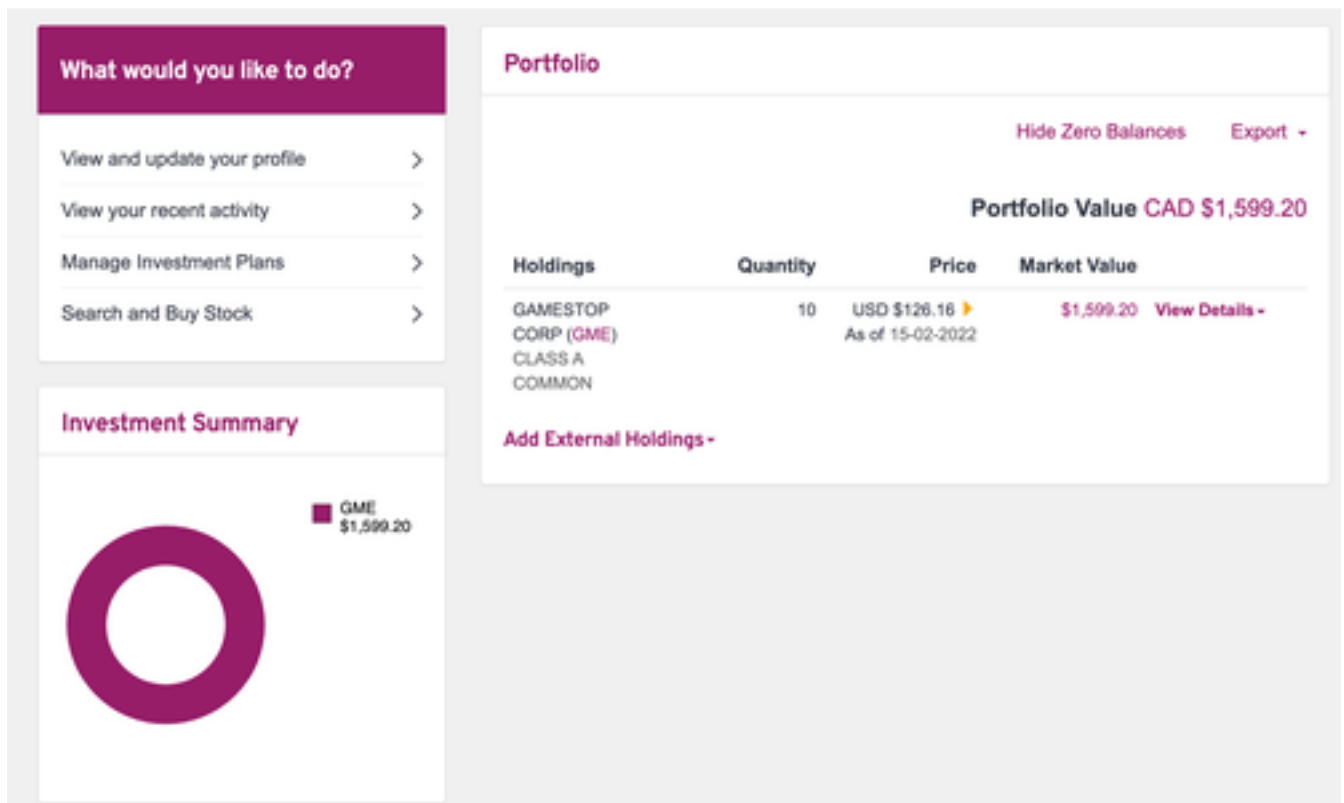 What would you like to do?
View and update your profile
View your recent activity
Manage Investment Plans
Search and Buy Stock
Investment Summary
GME
$1,599.20
Portfolio
Hide Zero Balances Export
Portfolio Value CAD $1,599.20
Holdings Quantity Price Market Value
GAMESTOP 10 USD $126.16 $1,599.20 View Details
CORP (GME) As of 15-02-2022
CLASS A
COMMON
Add External Holdings